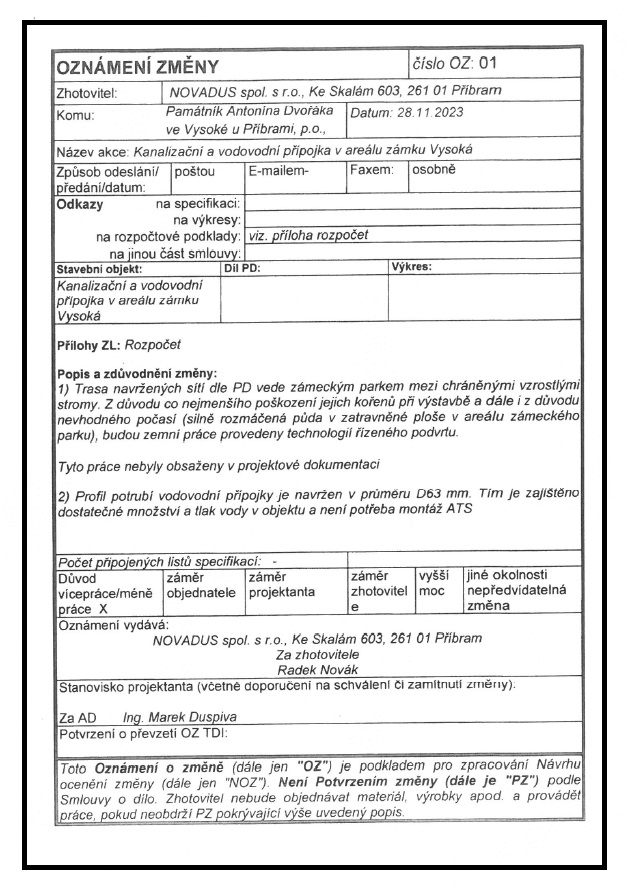 OZNÁMENÍ ZMĚNY
číslo OZ: 01
Zhotovitel: NOVADUS spol. s r.o., Ke Skalám 603, 261 01 Příbram
Komu: Památník Antonína Dvořáka
ve Vysoké u Příbrami, p.o.,
Datum: 28.11.2023
Název akce: Kanalizační a vodovodní přípojka v areálu zámku Vysoká
Způsob odeslání/
předání/datum:
poštou
E-mailem-
Faxem:
osobně
Odkazy na specifikaci:
na výkresy:
na rozpočtové podklady: viz. příloha rozpočet
na jinou část smlouvy:
Stavební objekt:
Díl PD:
Výkres:
Kanalizační a vodovodní
přípojka v areálu zámku
Vysoká
Přílohy ZL: Rozpočet
Popis a zdůvodnění změny:
1) Trasa navržených sítí dle PD vede zámeckým parkem mezi chráněnými vzrostlými
stromy. Z důvodu co nejmenšího poškození jejich kořenů při výstavbě a dále i z důvodu
nevhodného počasí (silně rozmáčená půda v zatravněné ploše v areálu zámeckého
parku), budou zemní práce provedeny technologií řízeného podvrtu.
Tyto práce nebyly obsaženy v projektové dokumentaci
2) Profil potrubí vodovodní přípojky je navržen v průměru D63 mm. Tím je zajištěno
dostatečné množství a tlak vody v objektu a není potřeba montáž ATS
Počet připojených listů specifikací: -
Důvod
vícepráce/méně
práce X
záměr
objednatele
záměr
projektanta
záměr
zhotovitel
e
vyšší
moc
jiné okolnosti
nepředvídatelná
změna
Oznámení vydává:
NOVADUS spol. s r.o., Ke Skalám 603, 261 01 Příbram
Za zhotovitele
Radek Novák
Stanovisko projektanta (včetně doporučení na schválení či zamítnutí změny):
Za AD Ing. Marek Duspiva
Potvrzení o převzetí OZ TDI:
Toto Oznámení o změně (dále jen "OZ") je podkladem pro zpracování Návrhu
ocenění změny (dále jen "NOZ"). Není Potvrzením změny (dále je "PZ") podle
Smlouvy o dílo. Zhotovitel nebude objednávat materiál, výrobky apod. a provádět
práce, pokud neobdrží PZ pokrývající výše uvedený popis.